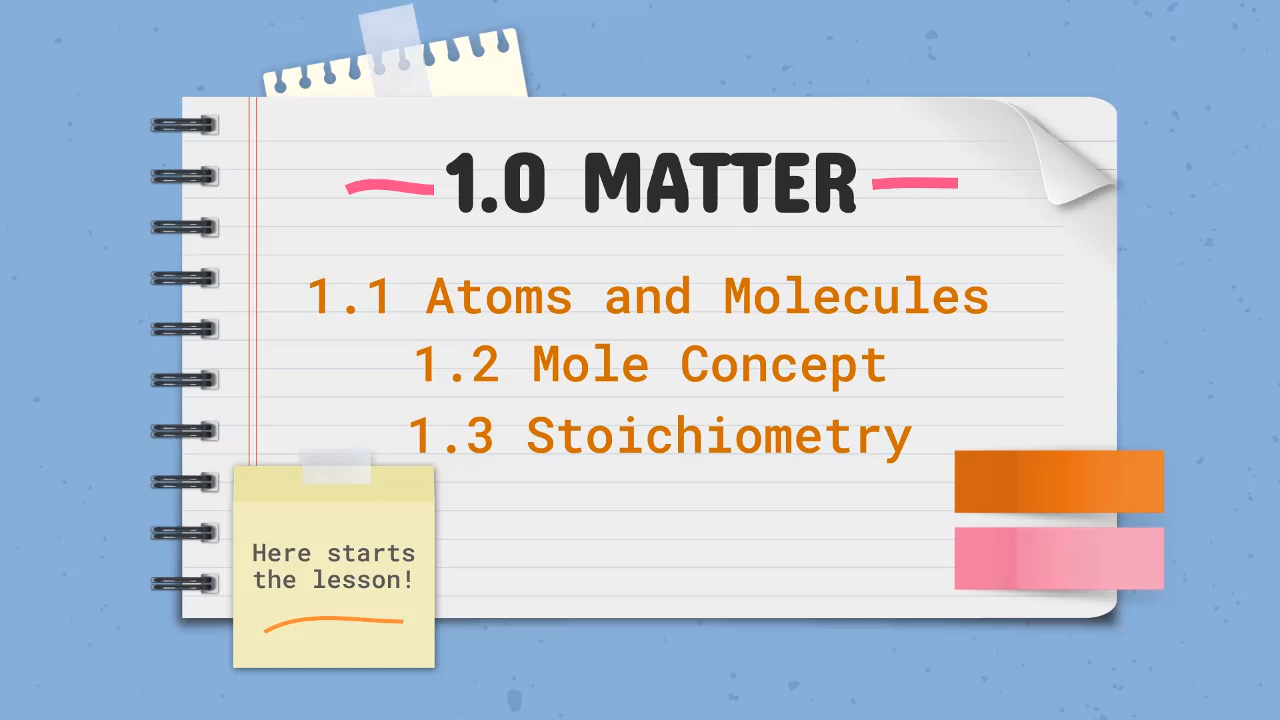 1.0 MATTER
1.1 Atoms and Molecules
1.2 Mole Concept
1.3 Stoichiometry
Here starts
the lesson!